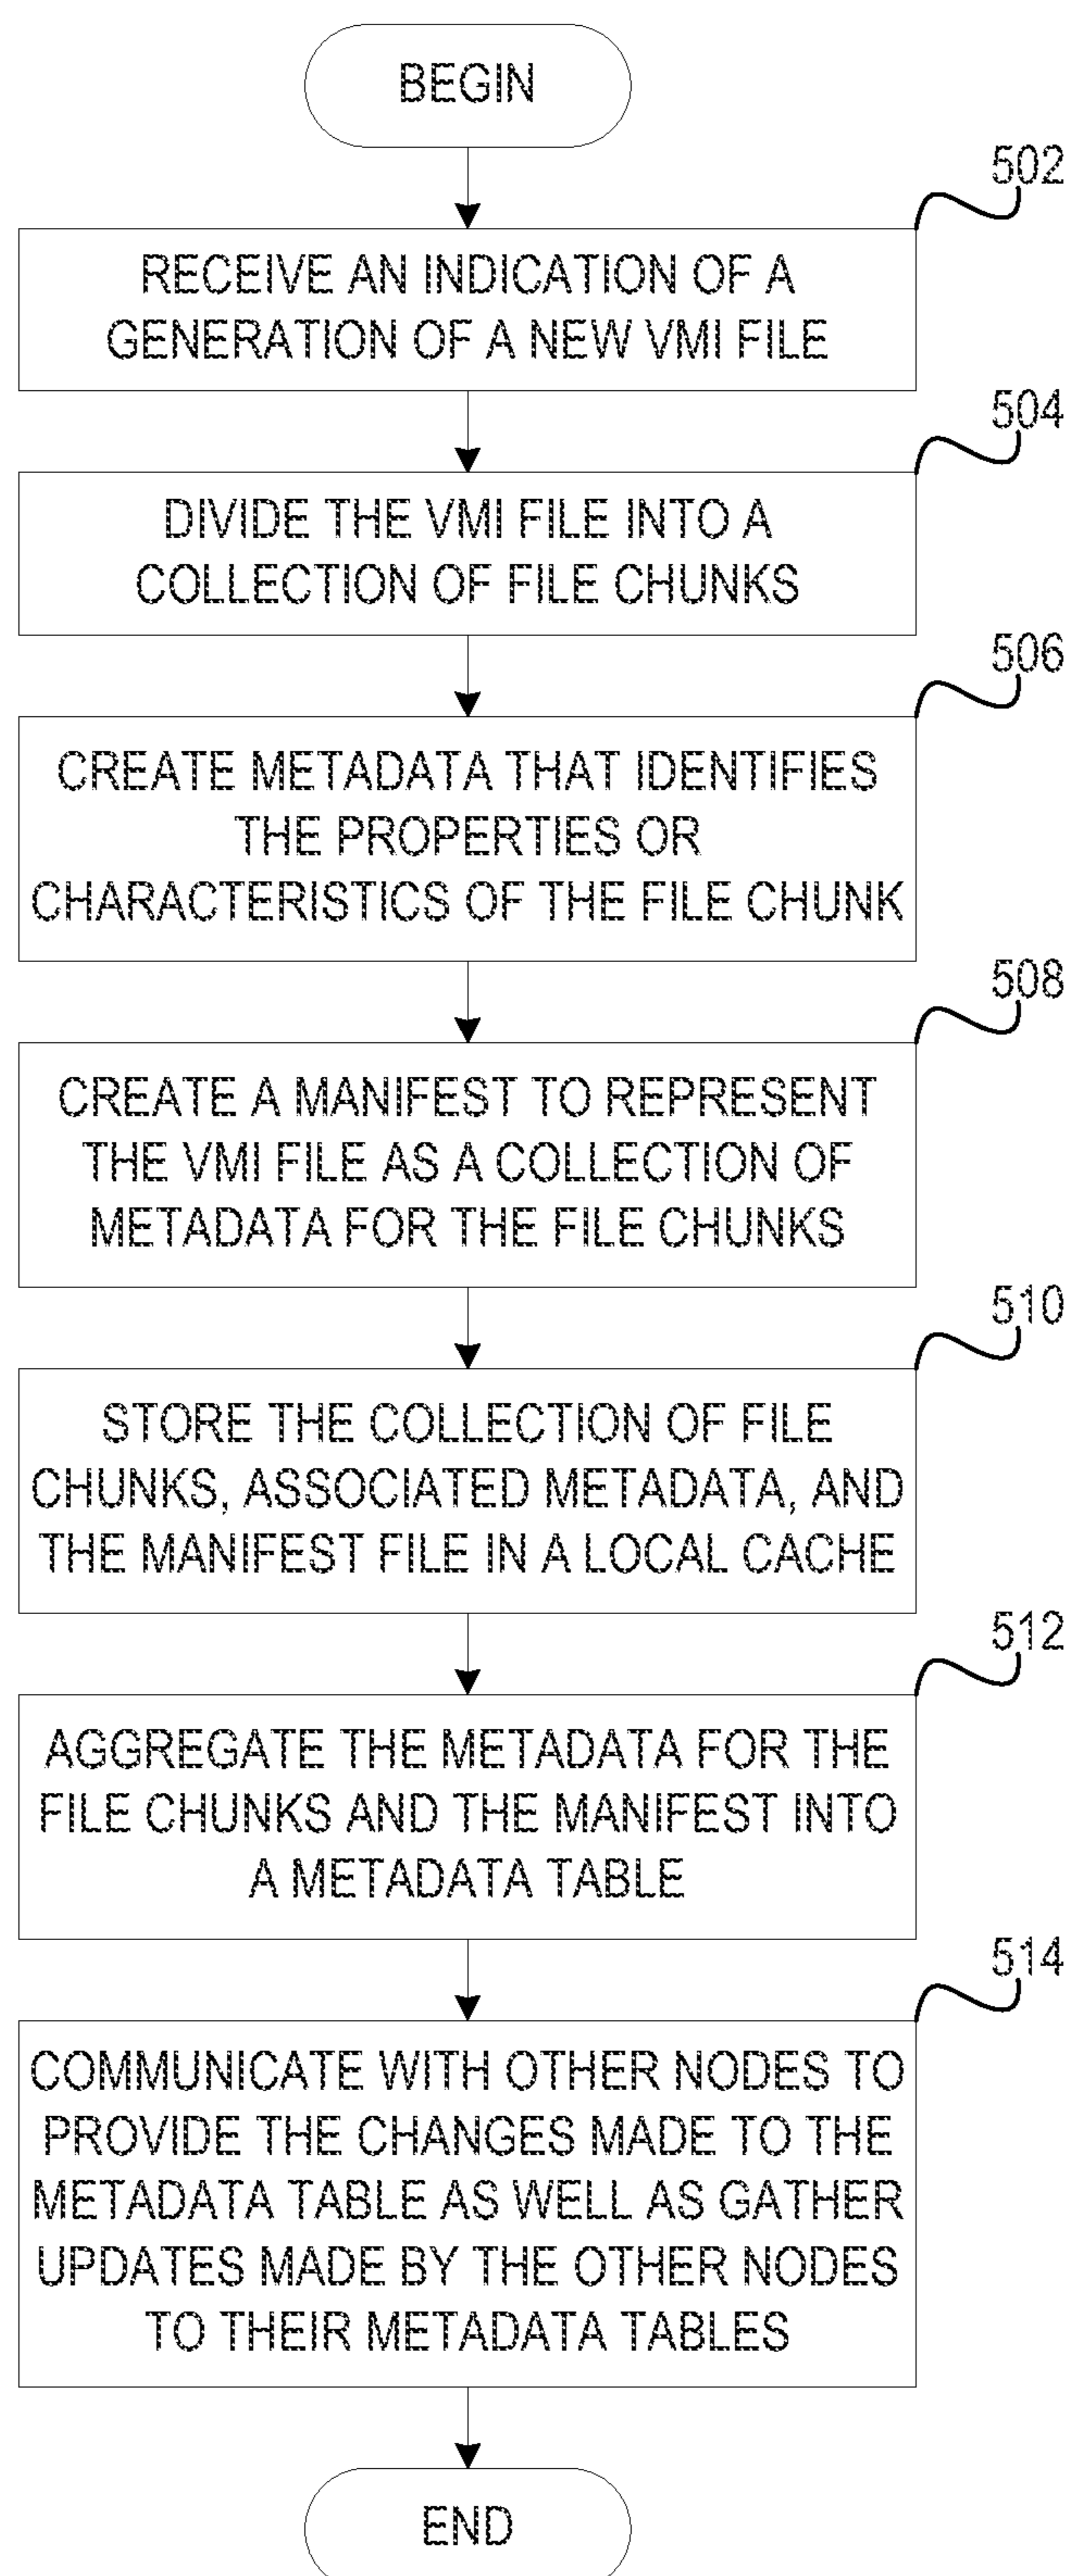 BEGIN
502
RECEIVE AN INDICATION OF A
GENERATION OF A NEW VMI FILE
504
DIVIDE THE VMI FILE INTO A
COLLECTION OF FILE CHUNKS
506
CREATE METADATA THAT IDENTIFIES
THE PROPERTIES OR
CHARACTERISTICS OF THE FILE CHUNK
508
CREATE A MANIFEST TO REPRESENT
THE VMI FILE AS A COLLECTION OF
METADATA FOR THE FILE CHUNKS
510
STORE THE COLLECTION OF FILE
CHUNKS, ASSOCIATED METADATA, AND
THE MANIFEST FILE IN A LOCAL CACHE
512
AGGREGATE THE METADATA FOR THE
FILE CHUNKS AND THE MANIFEST INTO
A METADATA TABLE
514
COMMUNICATE WITH OTHER NODES TO
PROVIDE THE CHANGES MADE TO THE
METADATA TABLE AS WELL AS GATHER
UPDATES MADE BY THE OTHER NODES
TO THEIR METADATA TABLES
END